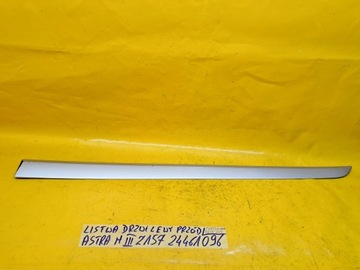 LISTWA DRZWI LEWY PRZÓD
ASTRA H III Z157 24461096